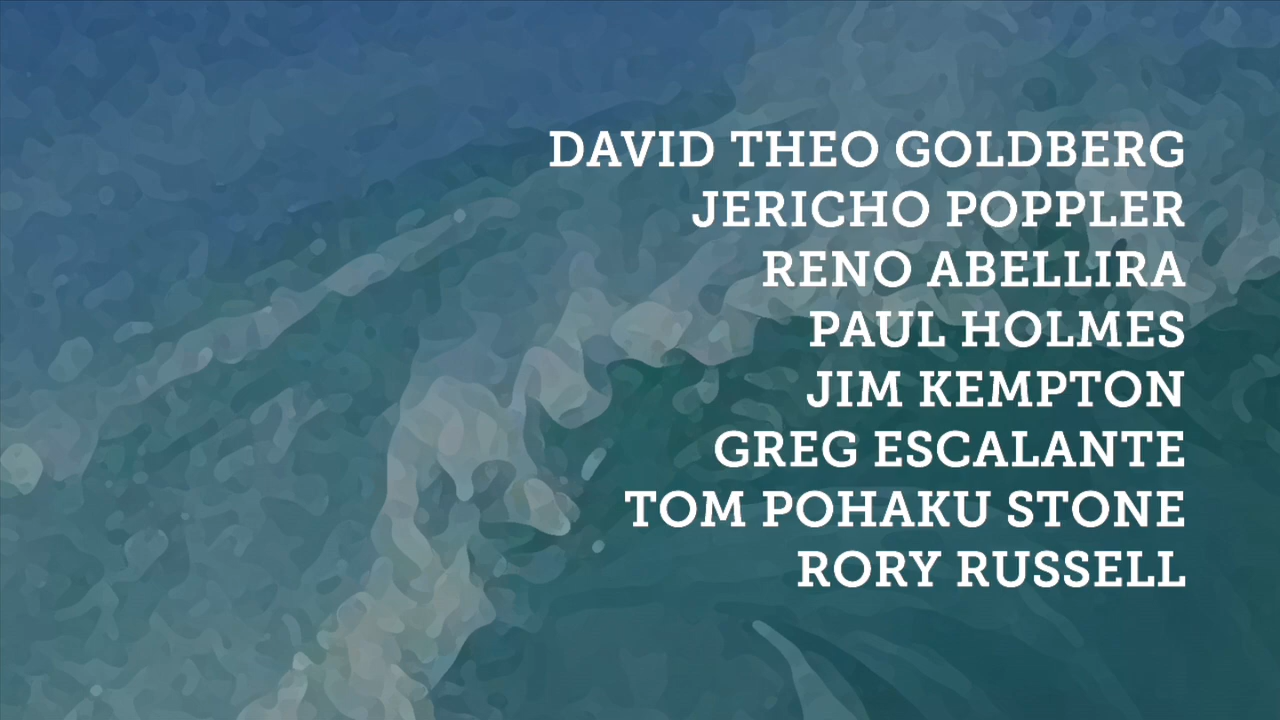 DAVID THEO GOLDBERG
JERICHO POPPLER
RENO ABELLIRA
PAUL HOLMES
JIM KEMPTON
GREG ESCALANTE
TOM POHAKU STONE
RORY RUSSELL